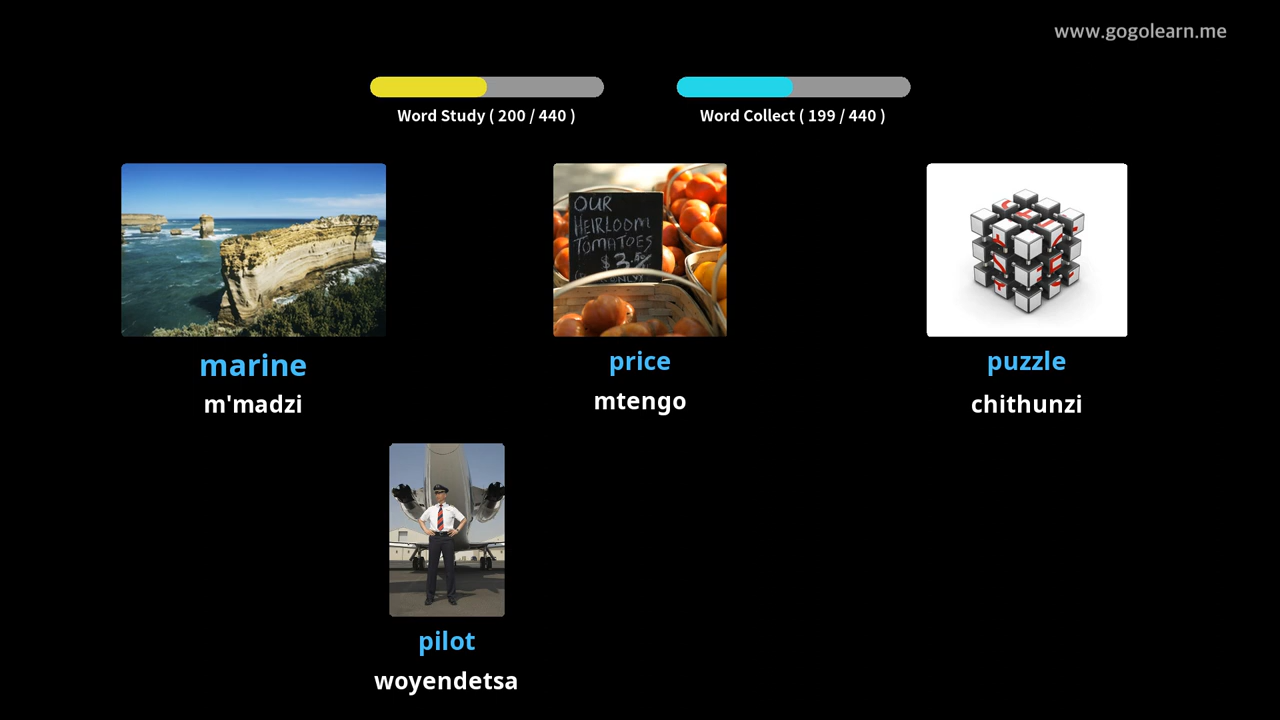 www.gogolearn.me
Word Study ( 200 / 440 )
Word Collect ( 199 / 440 )
OUR
HEIRLOOM
TOMATOES
marine
m'madzi
price
mtengo
puzzle
chithunzi
pilot
woyendetsa